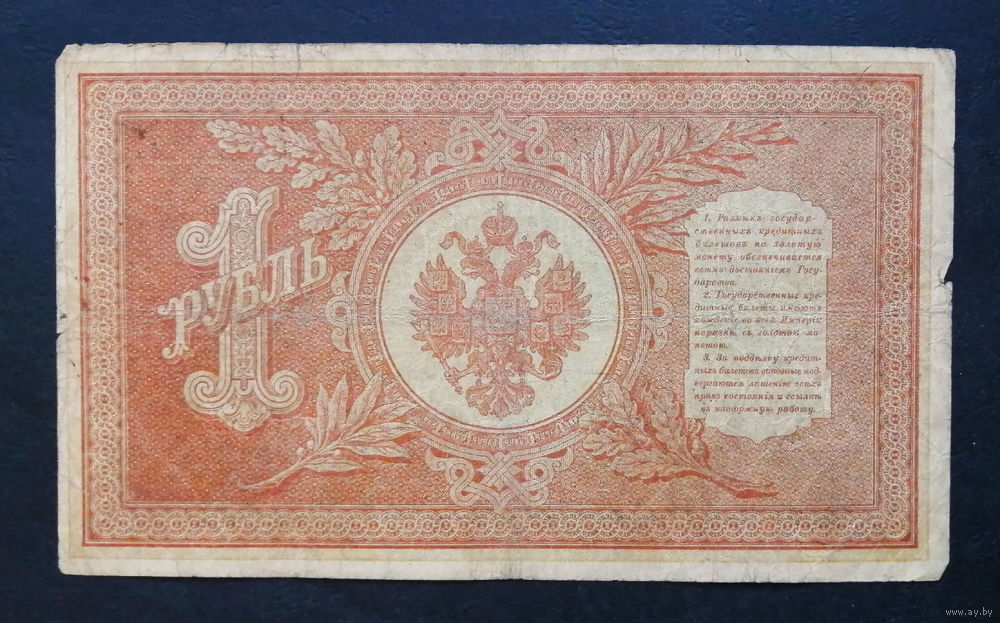 1
РУБЛЬ
1. Размѣнъ государ-
ственныхъ кредитныхъ
билетовъ на золотую
монету обезпечивается
всѣмъ достояніемъ Госу-
дарства.
2. Государственные кре-
дитные билеты имѣютъ
хожденіе во всей Имперіи
наравнѣ съ золотою мо-
нетою.
3. За поддѣлку кредит-
ныхъ билетовъ виновные под-
вергаются лишенію всѣхъ
правъ состоянія и ссылкѣ
въ каторжную работу.
www.ay.by